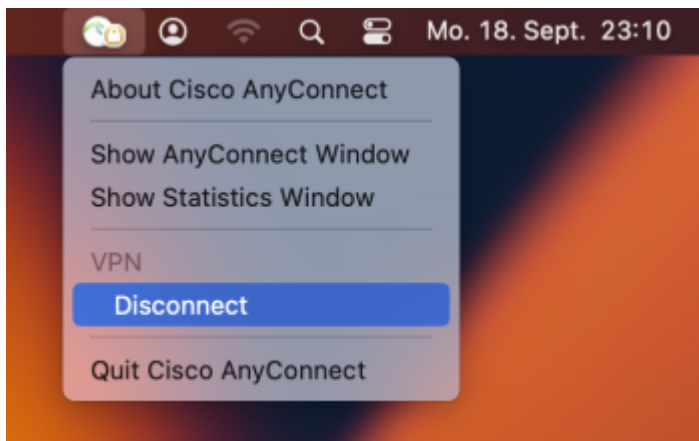 Mo. 18. Sept. 23:10
About Cisco AnyConnect
Show AnyConnect Window
Show Statistics Window
VPN
Disconnect
Quit Cisco AnyConnect